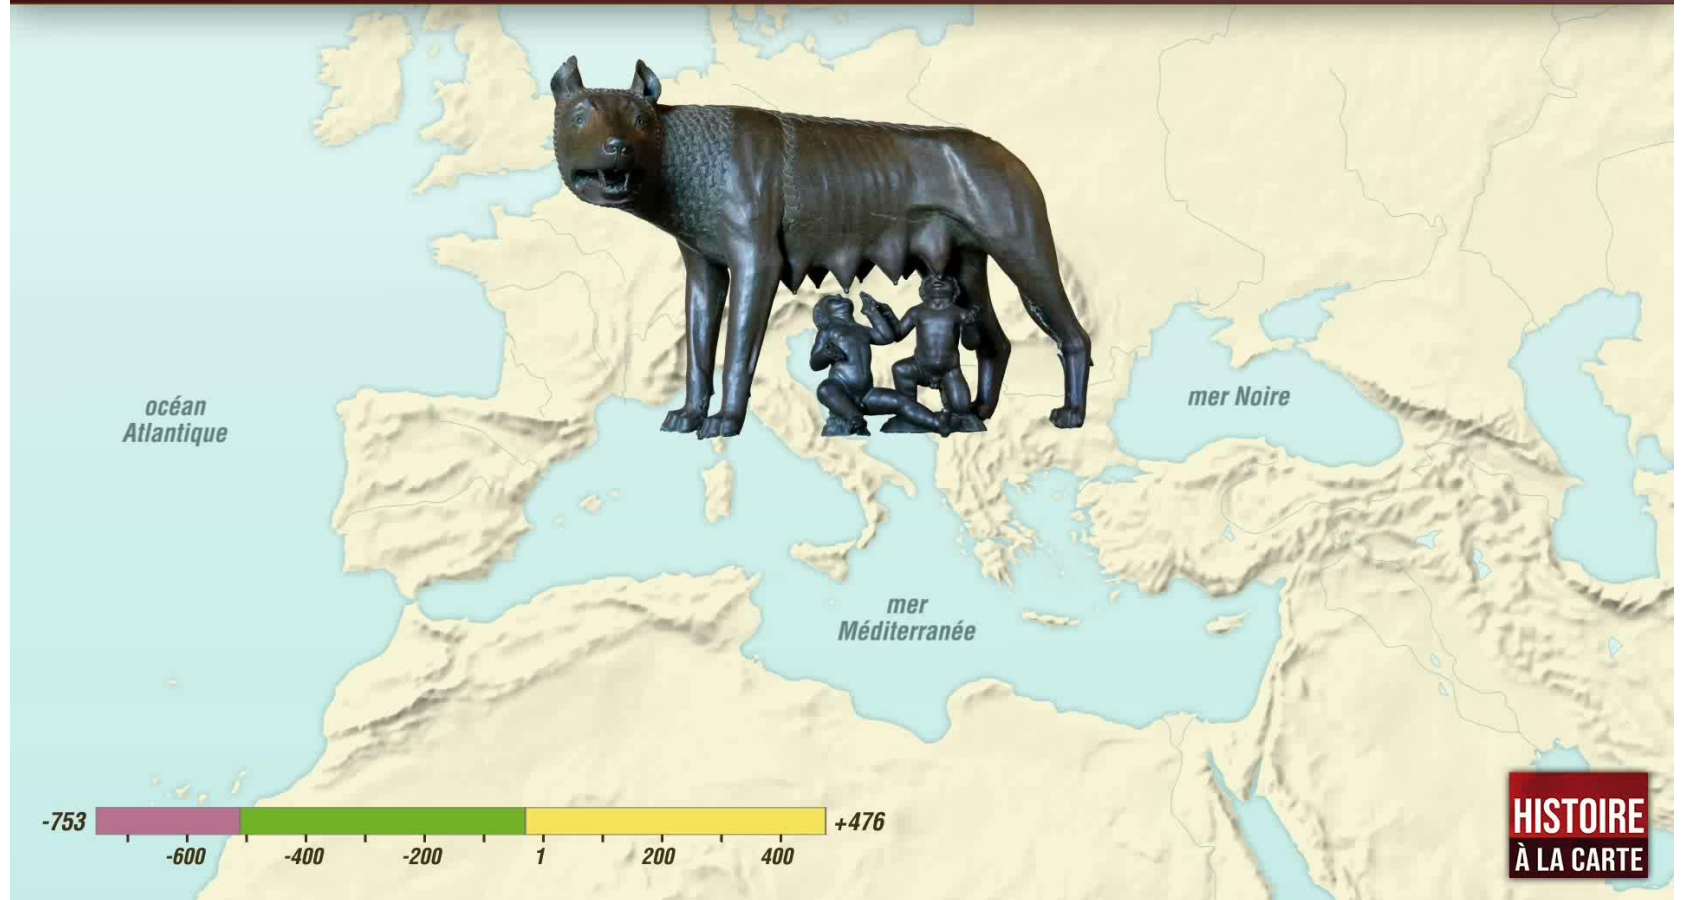 océan
Atlantique
mer Noire
mer
Méditerranée
-753
+476
-600
-400
-200
1
200
400
HISTOIRE
À LA CARTE